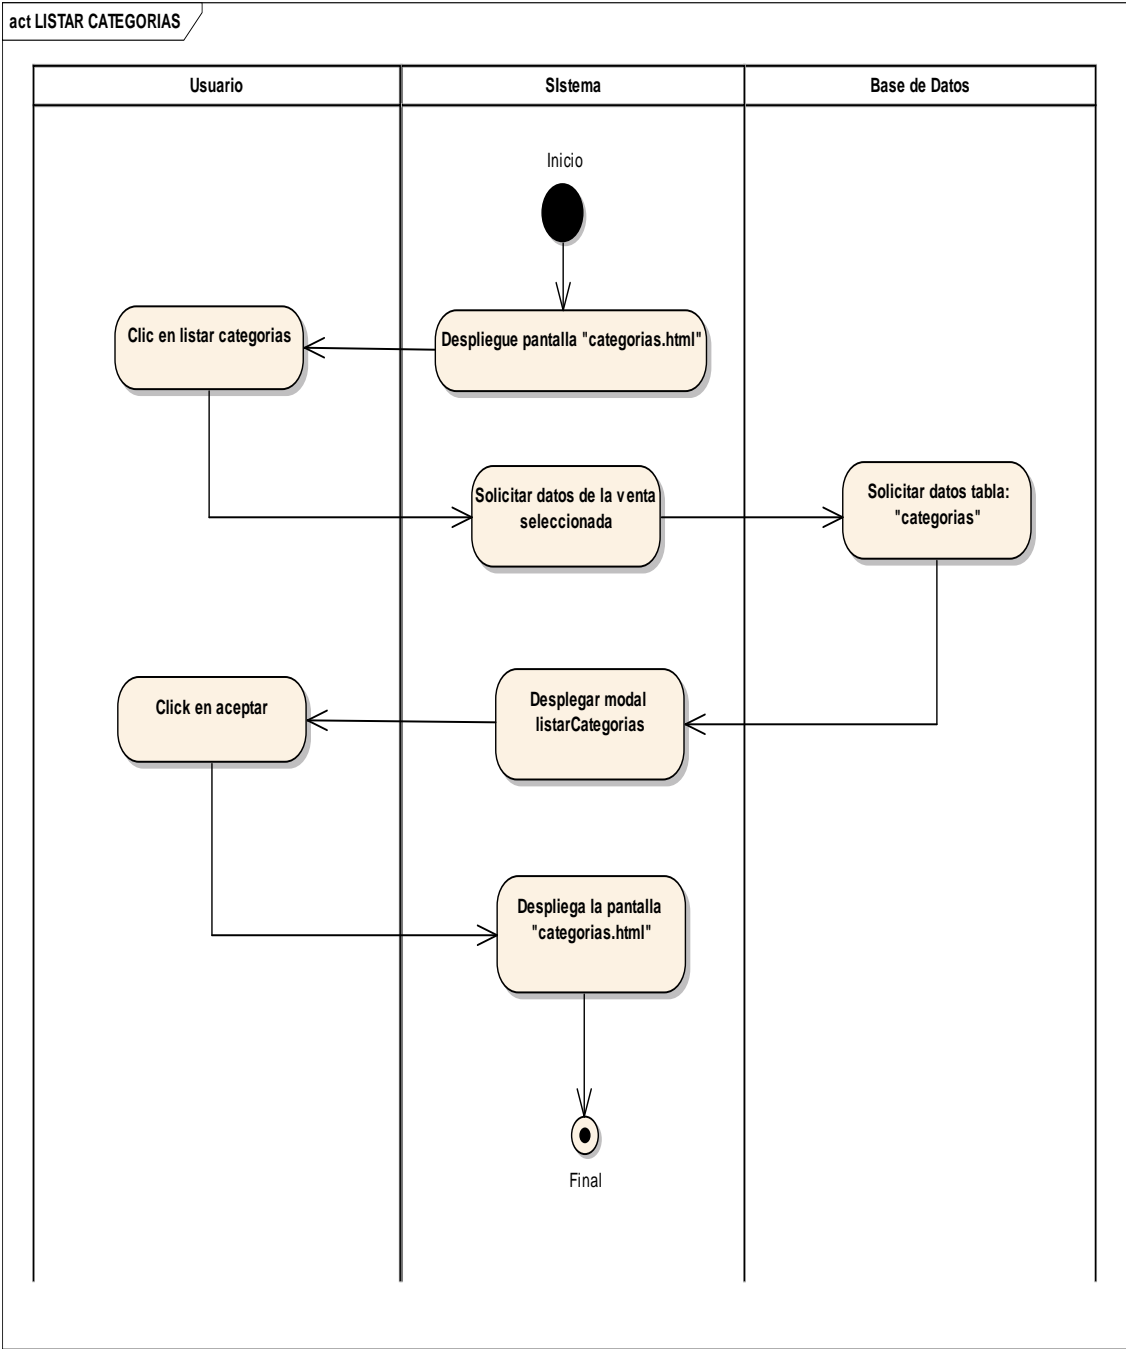 act LISTAR CATEGORIAS
Usuario
SIstema
Base de Datos
Inicio
Clic en listar categorias
Despliegue pantalla "categorias.html"
Solicitar datos de la venta
seleccionada
Solicitar datos tabla:
"categorias"
Click en aceptar
Desplegar modal
listarCategorias
Despliega la pantalla
"categorias.html"
Final